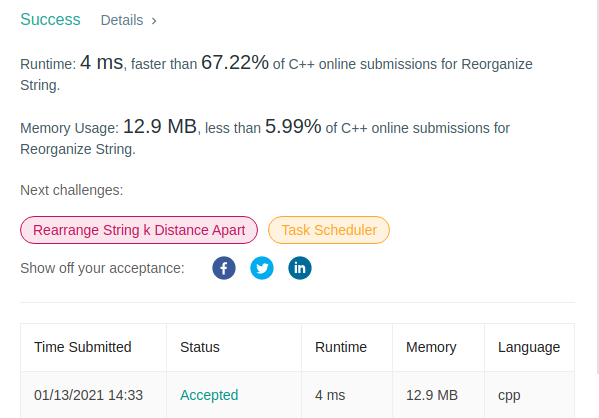 Success Details >
Runtime: 4 ms, faster than 67.22% of C++ online submissions for Reorganize
String.
Memory Usage: 12.9 MB, less than 5.99% of C++ online submissions for
Reorganize String.
Next challenges:
Rearrange String k Distance Apart Task Scheduler
Show off your acceptance: f in
Time Submitted Status Runtime Memory Language
01/13/2021 14:33 Accepted 4 ms 12.9 MB cpp